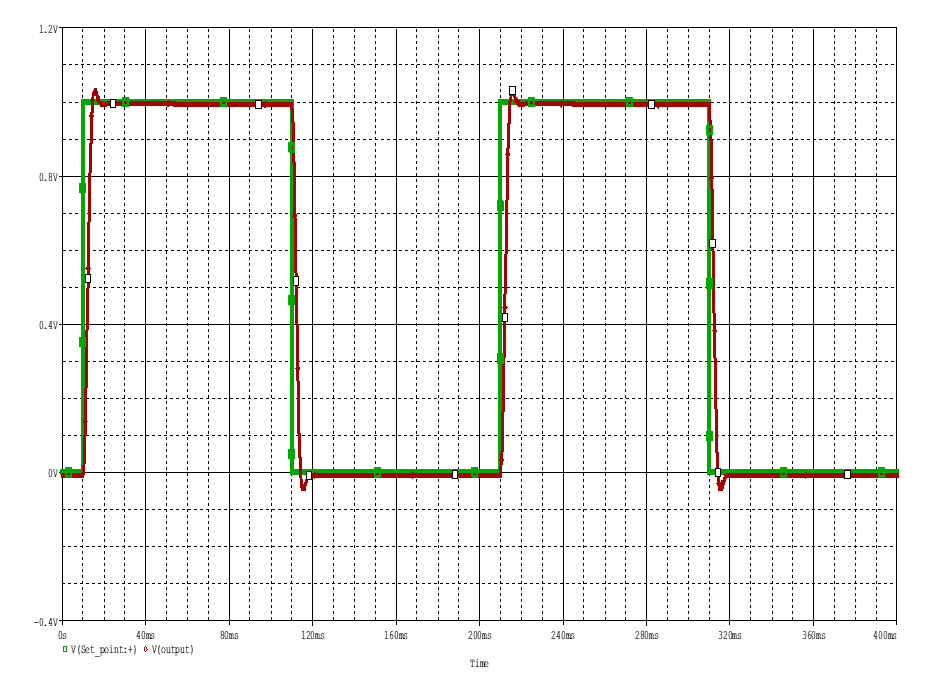 1.2V
0.8V
0.4V
0V
-0.4V
0s 40ms 80ms 120ms 160ms 200ms 240ms 280ms 320ms 360ms 400ms
V(Set_point:+) V(output)
Time